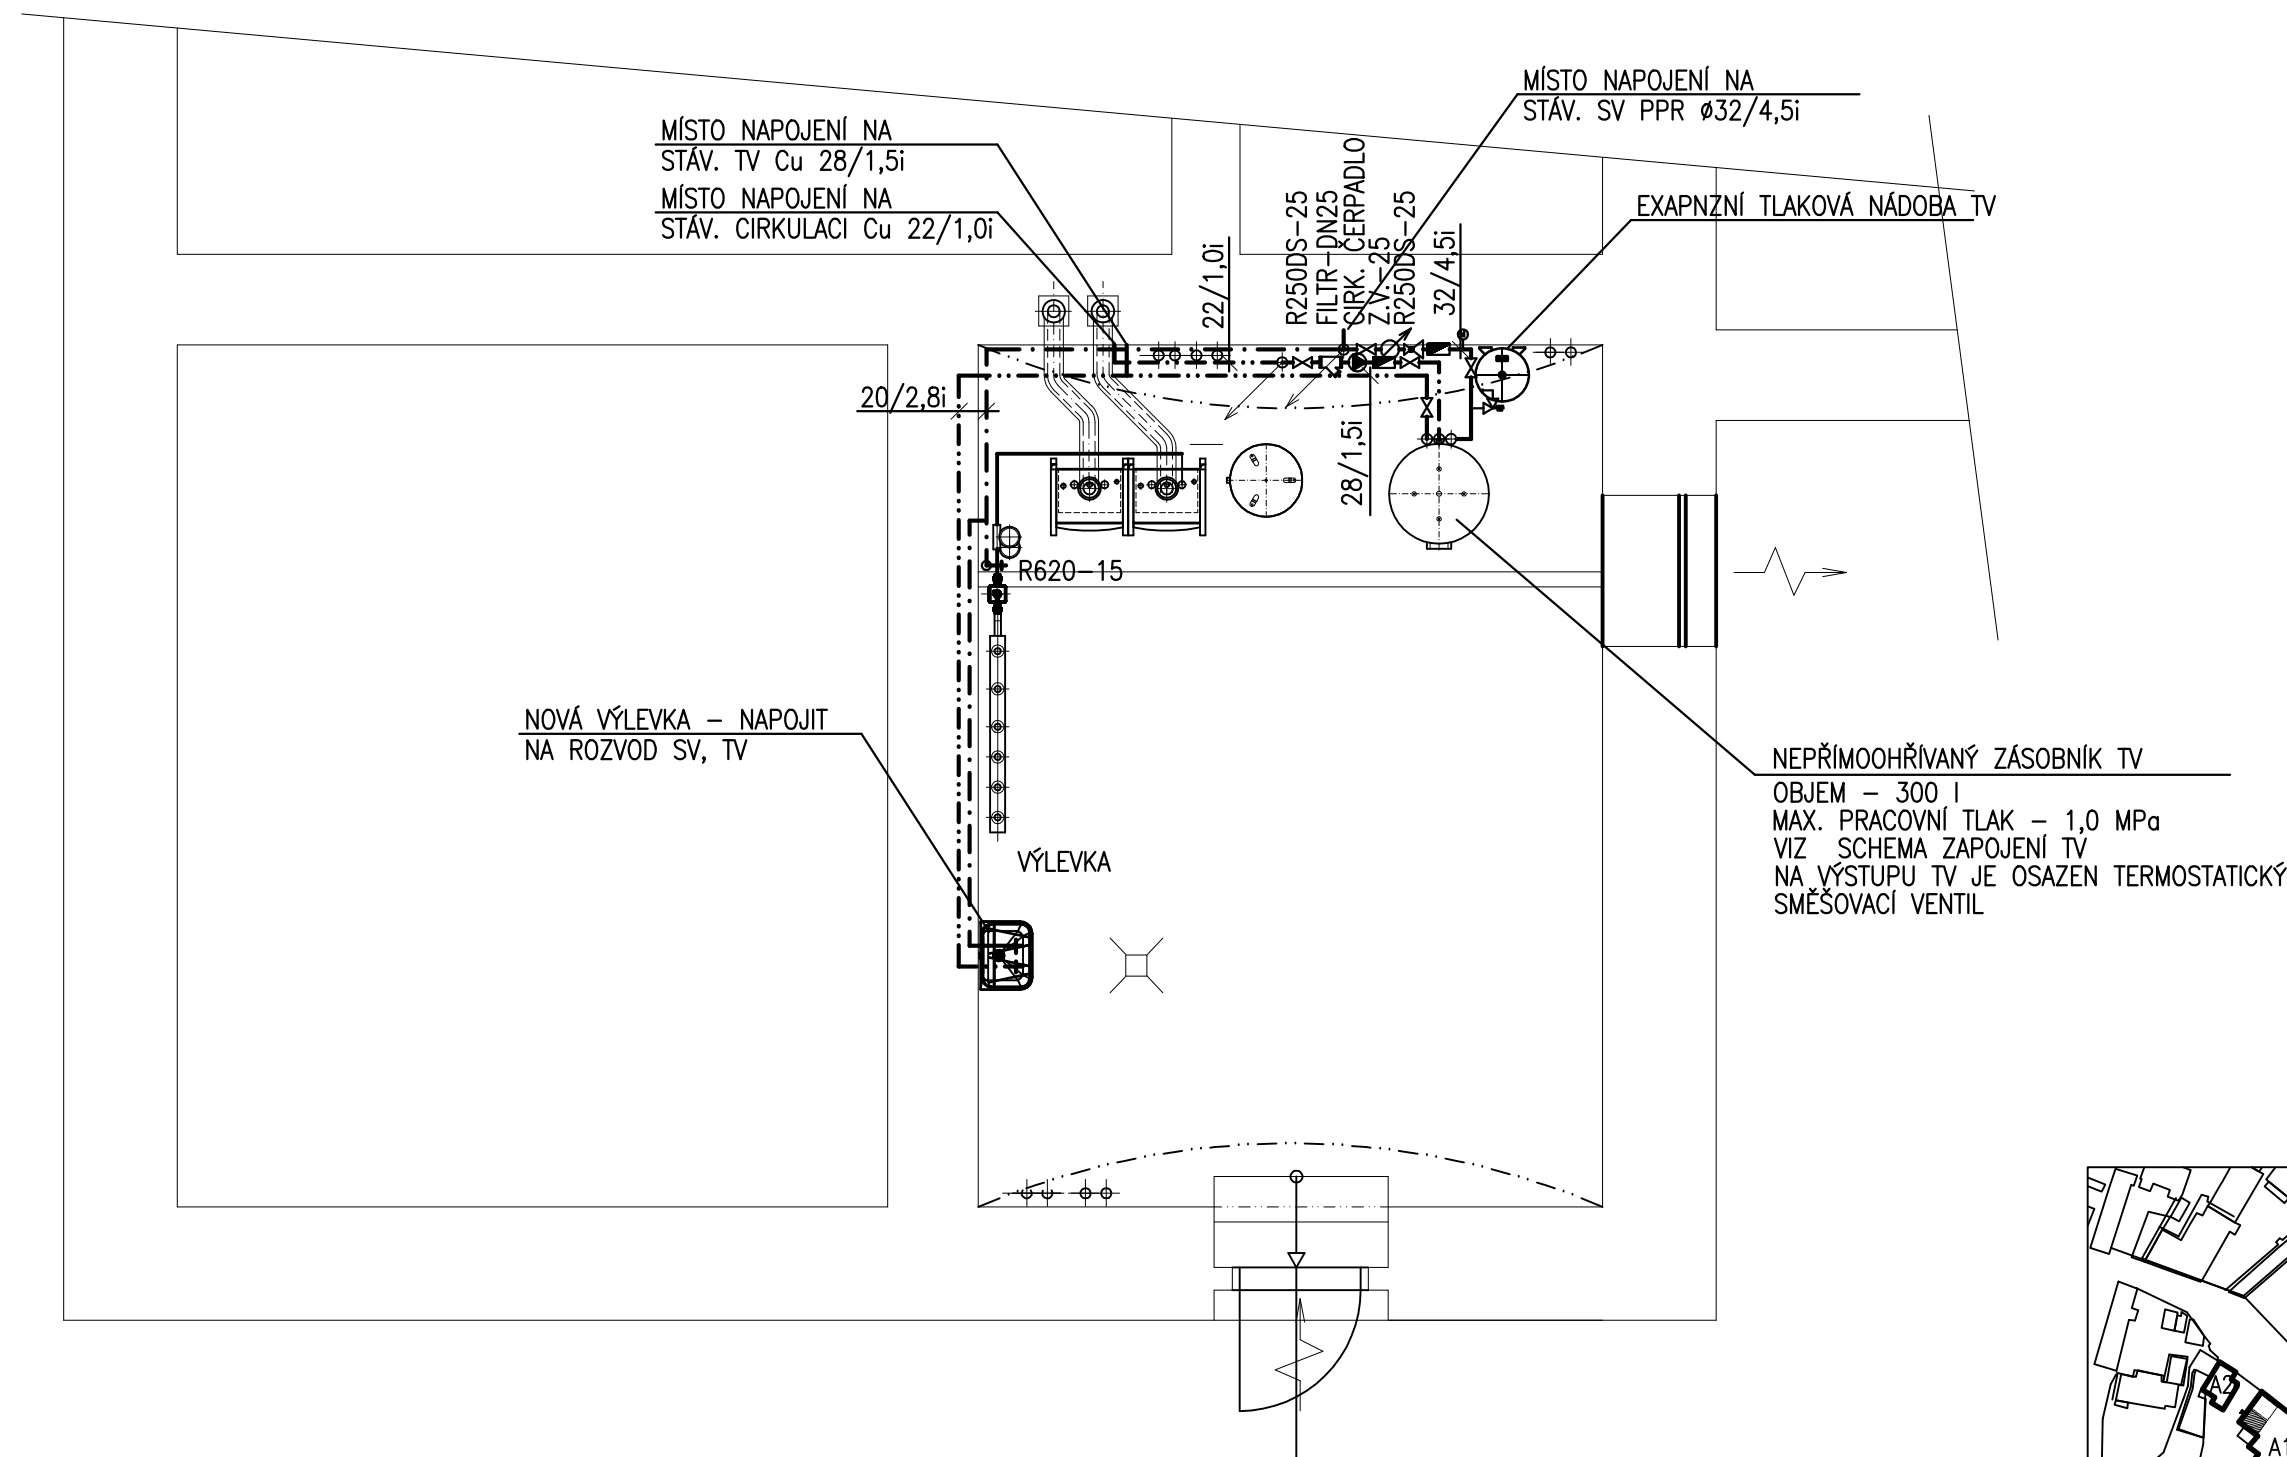 MÍSTO NAPOJENÍ NA
STÁV. SV PPR ø32/4,5i
MÍSTO NAPOJENÍ NA
STÁV. TV Cu 28/1,5i
MÍSTO NAPOJENÍ NA
STÁV. CIRKULACI Cu 22/1,0i
EXAPNZNÍ TLAKOVÁ NÁDOBA TV
22/1,0i
R250DS-25
FILTR-DN25
CIRK. ČERPADLO
Z.V.-25
R250DS-25
32/4,5i
20/2,8i
28/1,5i
R620-15
NOVÁ VÝLEVKA - NAPOJIT
NA ROZVOD SV, TV
NEPŘÍMOOHŘÍVANÝ ZÁSOBNÍK TV
OBJEM - 300 l
MAX. PRACOVNÍ TLAK - 1,0 MPa
VIZ SCHEMA ZAPOJENÍ TV
NA VÝSTUPU TV JE OSAZEN TERMOSTATICKÝ
SMĚŠOVACÍ VENTIL
VÝLEVKA
A2
A1